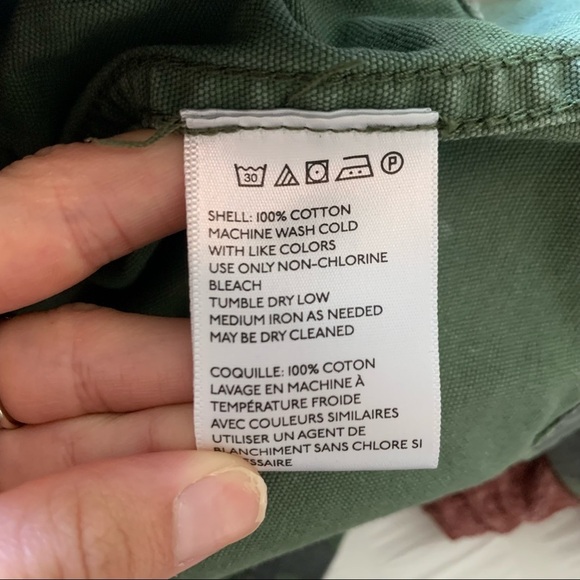 30 P
SHELL: 100% COTTON
MACHINE WASH COLD
WITH LIKE COLORS
USE ONLY NON-CHLORINE
BLEACH
TUMBLE DRY LOW
MEDIUM IRON AS NEEDED
MAY BE DRY CLEANED
COQUILLE: 100% COTON
LAVAGE EN MACHINE À
TEMPÉRATURE FROIDE
AVEC COULEURS SIMILAIRES
UTILISER UN AGENT DE
BLANCHIMENT SANS CHLORE SI